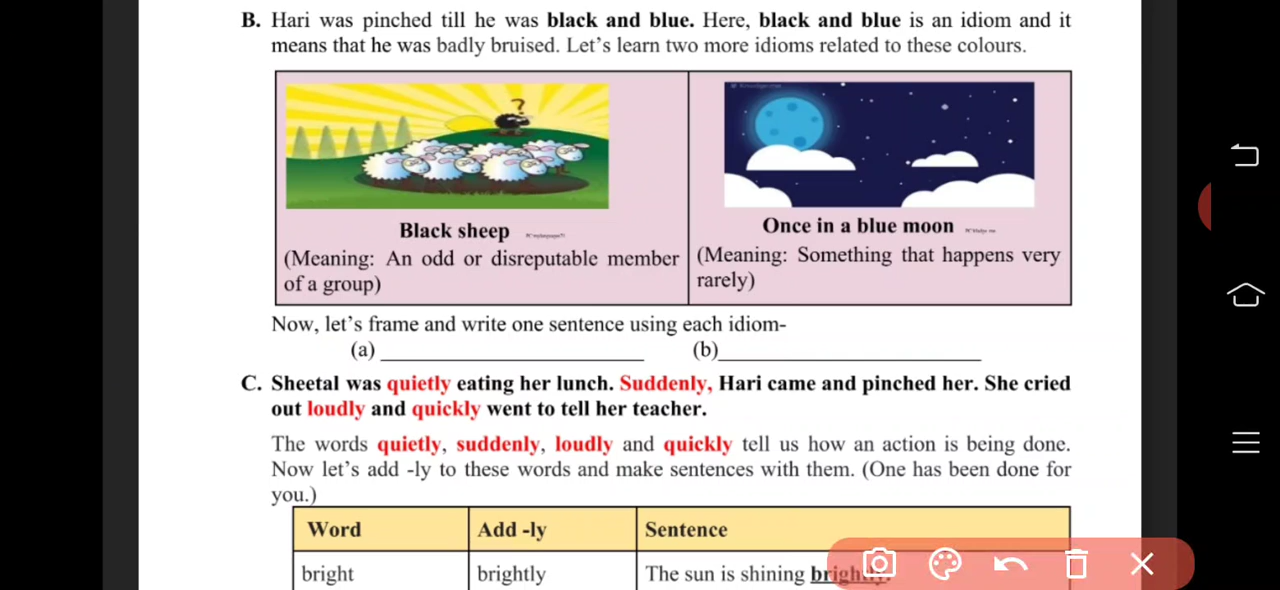 B. Hari was pinched till he was black and blue. Here, black and blue is an idiom and it
means that he was badly bruised. Let's learn two more idioms related to these colours.
?
Black sheep
(Meaning: An odd or disreputable member
of a group)
Once in a blue moon
(Meaning: Something that happens very
rarely)
Now, let's frame and write one sentence using each idiom-
(a) ____________________ (b)____________________
C. Sheetal was quietly eating her lunch. Suddenly, Hari came and pinched her. She cried
out loudly and quickly went to tell her teacher.
The words quietly, suddenly, loudly and quickly tell us how an action is being done.
Now let's add -ly to these words and make sentences with them. (One has been done for
you.)
Word Add -ly Sentence
bright brightly The sun is shining brightly.